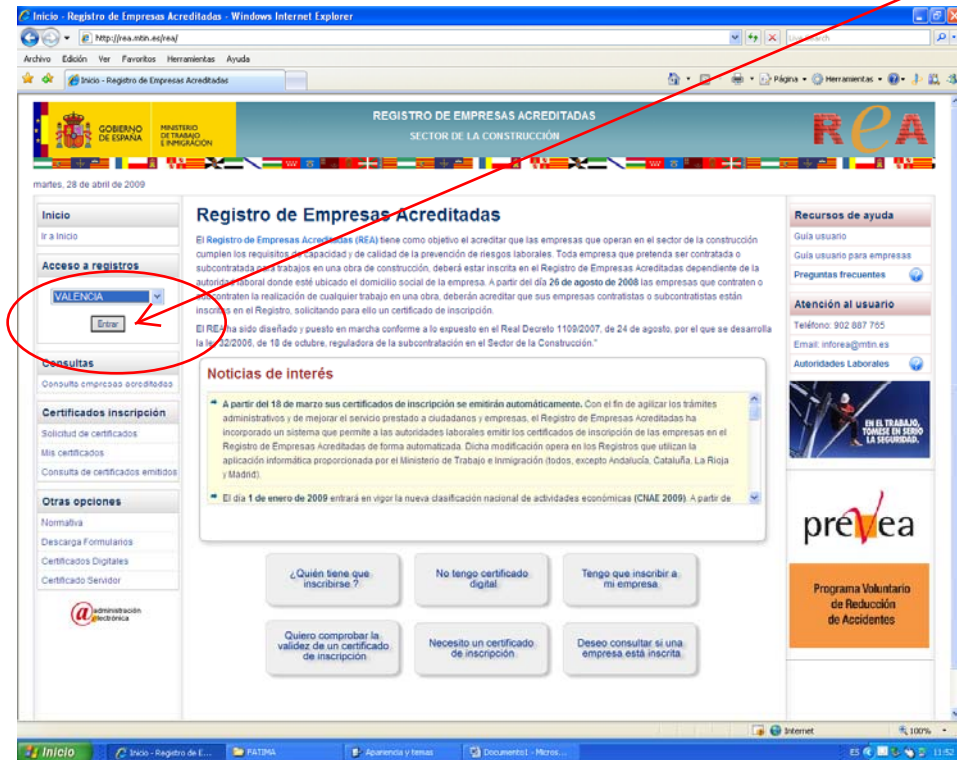 Inicio - Registro de Empresas Acreditadas - Windows Internet Explorer
http://rea.mtin.es/rea/
Live Search
Archivo Edición Ver Favoritos Herramientas Ayuda
Inicio - Registro de Empresas Acreditadas
Página Herramientas
GOBIERNO DE ESPAÑA
MINISTERIO DE TRABAJO E INMIGRACIÓN
REGISTRO DE EMPRESAS ACREDITADAS
SECTOR DE LA CONSTRUCCIÓN
ReA
martes, 28 de abril de 2009
Inicio
Ir a Inicio
Acceso a registros
VALENCIA
Entrar
Consultas
Consulta empresas acreditadas
Certificados inscripción
Solicitud de certificados
Mis certificados
Consulta de certificados emitidos
Otras opciones
Normativa
Descarga Formularios
Certificados Digitales
Certificado Servidor
administración electrónica
Registro de Empresas Acreditadas
El Registro de Empresas Acreditadas (REA) tiene como objetivo el acreditar que las empresas que operan en el sector de la construcción
cumplen los requisitos de capacidad y de calidad de la prevención de riesgos laborales. Toda empresa que pretenda ser contratada o
subcontratada para trabajos en una obra de construcción, deberá estar inscrita en el Registro de Empresas Acreditadas dependiente de la
autoridad laboral donde esté ubicado el domicilio social de la empresa. A partir del día 26 de agosto de 2008 las empresas que contraten o
subcontraten la realización de cualquier trabajo en una obra, deberán acreditar que sus empresas contratistas o subcontratistas están
inscritas en el Registro, solicitando para ello un certificado de inscripción.
El REA ha sido diseñado y puesto en marcha conforme a lo expuesto en el Real Decreto 1109/2007, de 24 de agosto, por el que se desarrolla
la ley 32/2006, de 18 de octubre, reguladora de la subcontratación en el Sector de la Construcción."
Noticias de interés
A partir del 18 de marzo sus certificados de inscripción se emitirán automáticamente. Con el fin de agilizar los trámites
administrativos y de mejorar el servicio prestado a ciudadanos y empresas, el Registro de Empresas Acreditadas ha
incorporado un sistema que permite a las autoridades laborales emitir los certificados de inscripción de las empresas en el
Registro de Empresas Acreditadas de forma automatizada. Dicha modificación opera en los Registros que utilizan la
aplicación informática proporcionada por el Ministerio de Trabajo e Inmigración (todos, excepto Andalucía, Cataluña, La Rioja
y Madrid).
El día 1 de enero de 2009 entrará en vigor la nueva clasificación nacional de actividades económicas (CNAE 2009). A partir de
¿Quién tiene que inscribirse ?
No tengo certificado digital
Tengo que inscribir a mi empresa
Quiero comprobar la validez de un certificado de inscripción
Necesito un certificado de inscripción
Deseo consultar si una empresa está inscrita
Recursos de ayuda
Guía usuario
Guía usuario para empresas
Preguntas frecuentes
Atención al usuario
Teléfono: 902 887 765
Email: inforea@mtin.es
Autoridades Laborales
EN EL TRABAJO,
TÓMESE EN SERIO
LA SEGURIDAD.
prevea
Programa Voluntario
de Reducción
de Accidentes
Internet
100%
Inicio
Inicio - Registro de E...
FATIMA
Apariencia y temas
Documento1 - Micros...
ES
11:52